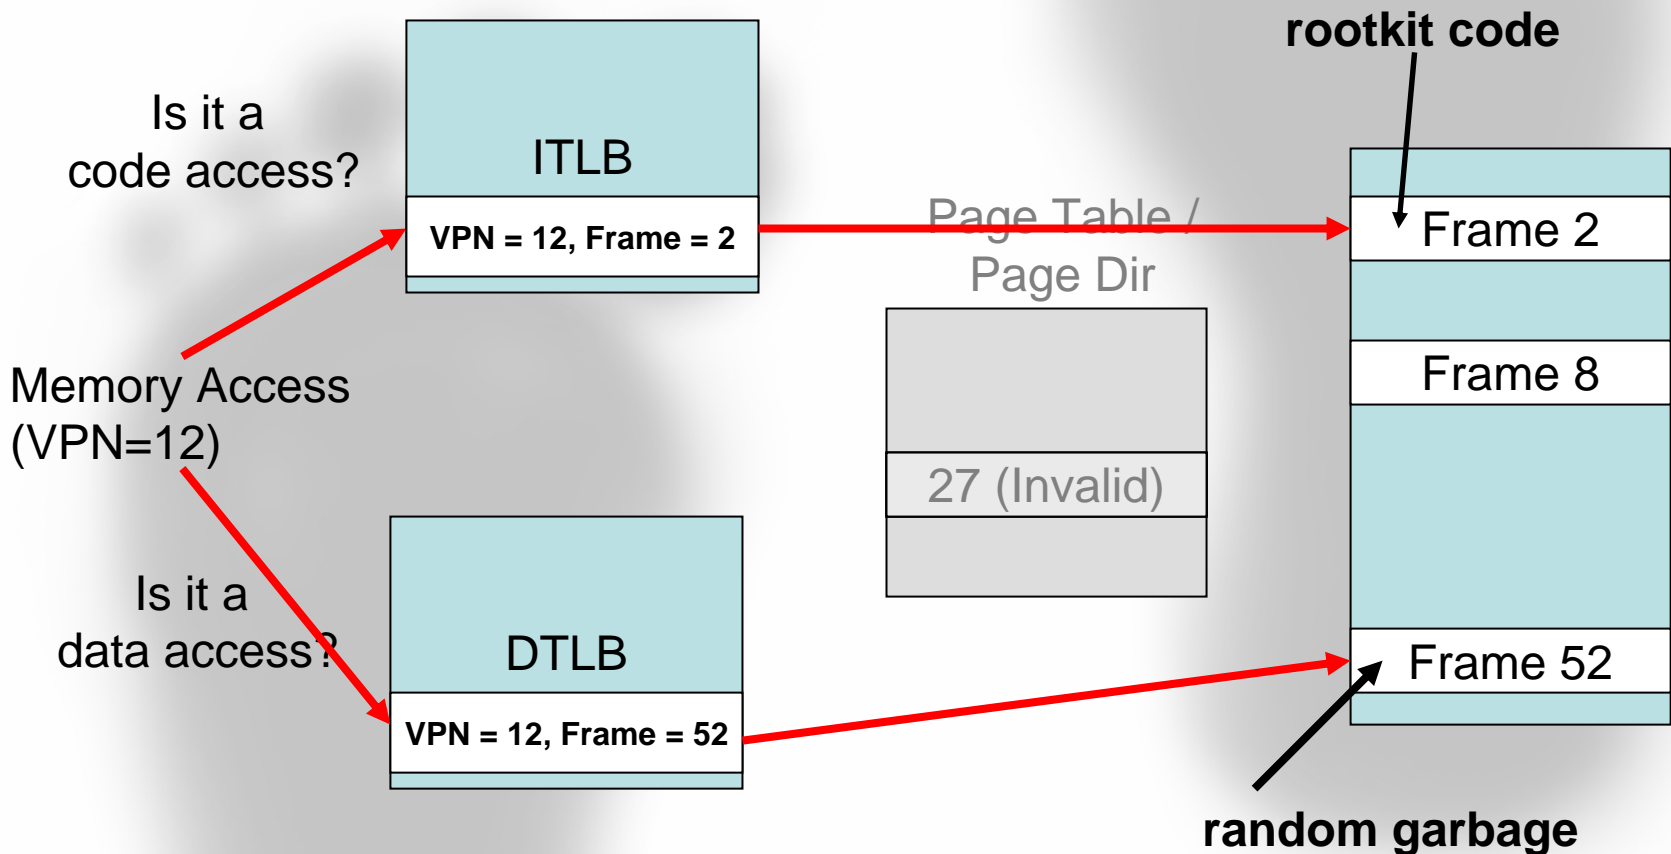 rootkit code
Is it a
code access?
ITLB
VPN = 12, Frame = 2
Page Table /
Page Dir
Frame 2
Memory Access
(VPN=12)
Frame 8
27 (Invalid)
Is it a
data access?
DTLB
VPN = 12, Frame = 52
Frame 52
random garbage